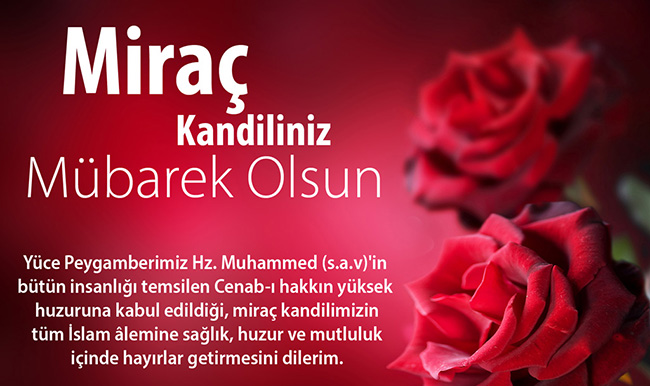 Miraç
Kandiliniz
Mübarek Olsun
Yüce Peygamberimiz Hz. Muhammed (s.a.v)'in
bütün insanlığı temsilen Cenab-ı hakkın yüksek
huzuruna kabul edildiği, miraç kandilimizin
tüm İslam âlemine sağlık, huzur ve mutluluk
içinde hayırlar getirmesini dilerim.